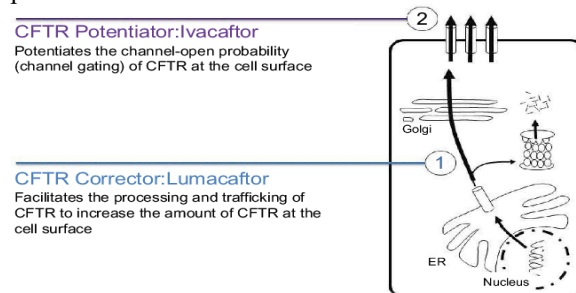 2
CFTR Potentiator:Ivacaftor
Potentiates the channel-open probability
(channel gating) of CFTR at the cell surface
Golgi
1
CFTR Corrector:Lumacaftor
Facilitates the processing and trafficking of
CFTR to increase the amount of CFTR at the
cell surface
ER
Nucleus